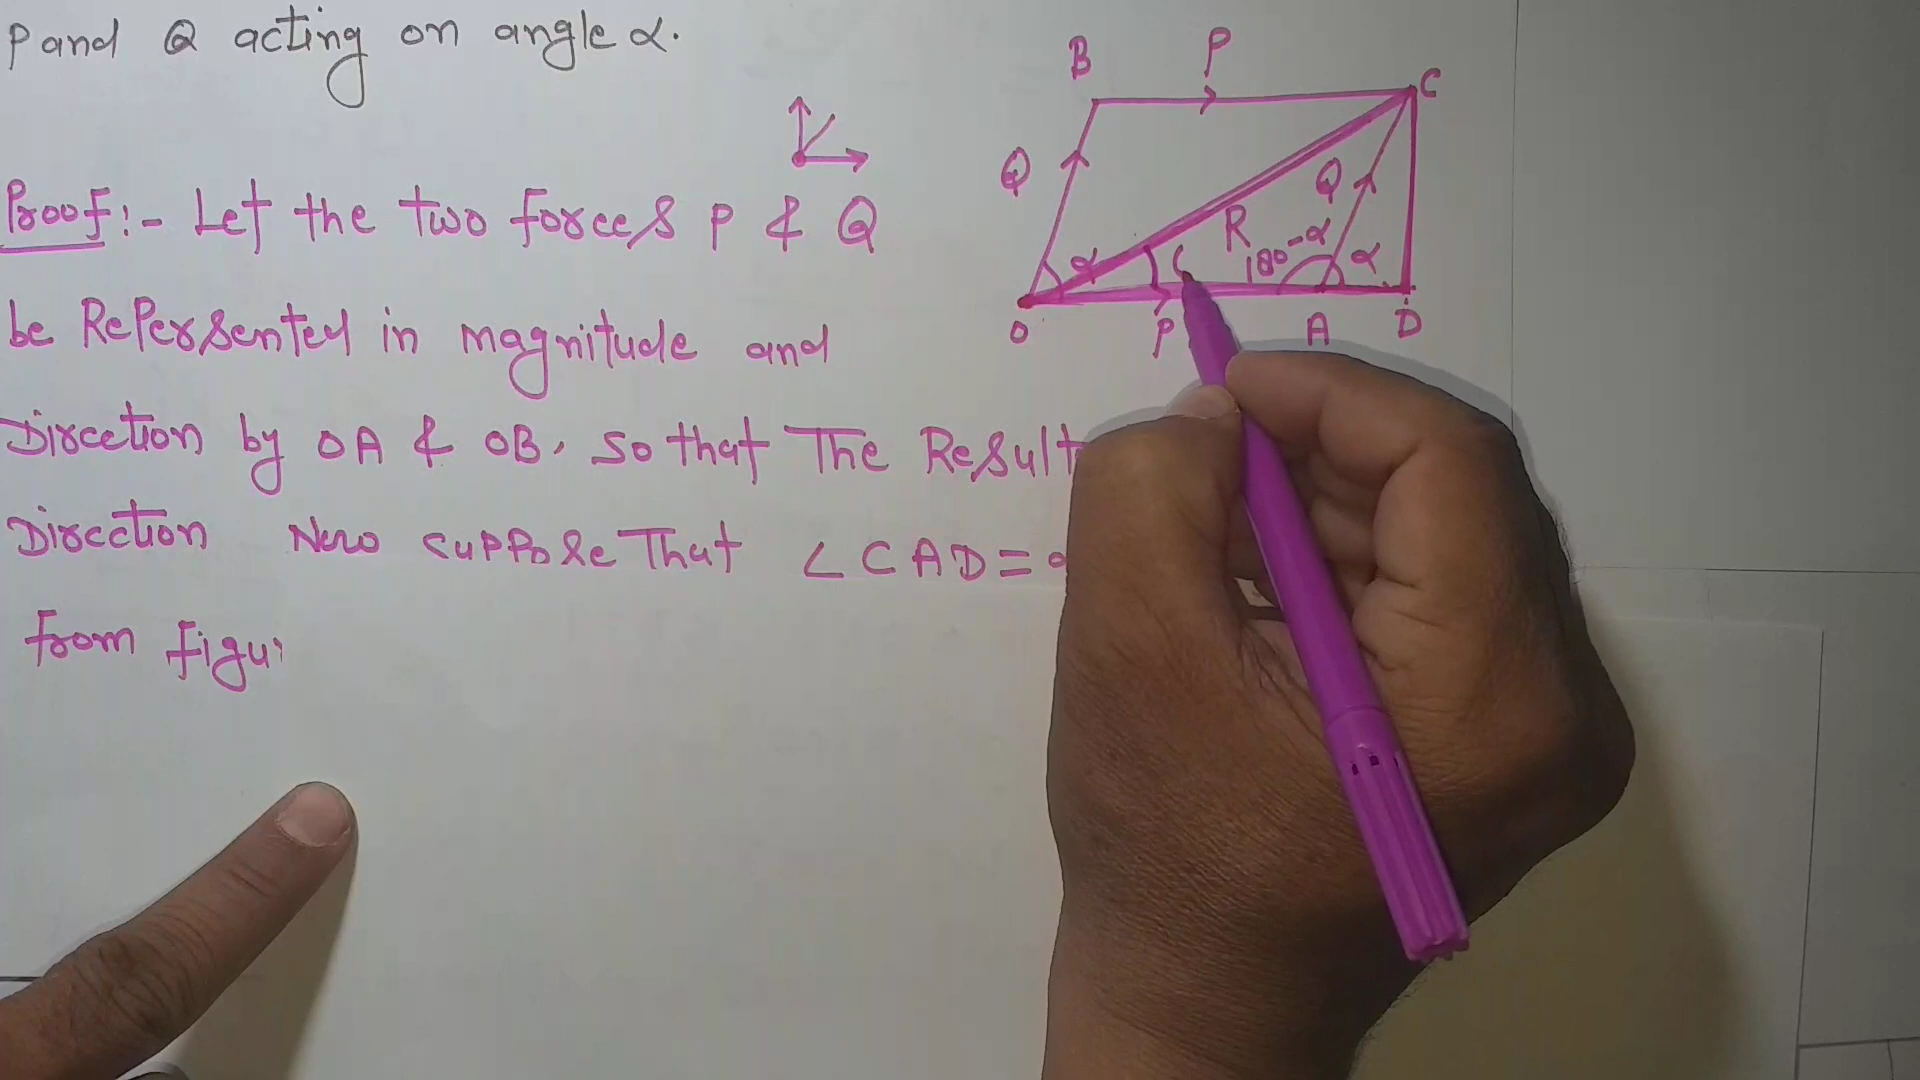 P and Q acting on angle α.
Proof:- Let the two forces P & Q
be Repersented in magnitude and
Direction by OA & OB, so that The Result
Direction Now suppose That ∠CAD=
from figu
B P C
Q Q
R
α 180-α α
O P A D